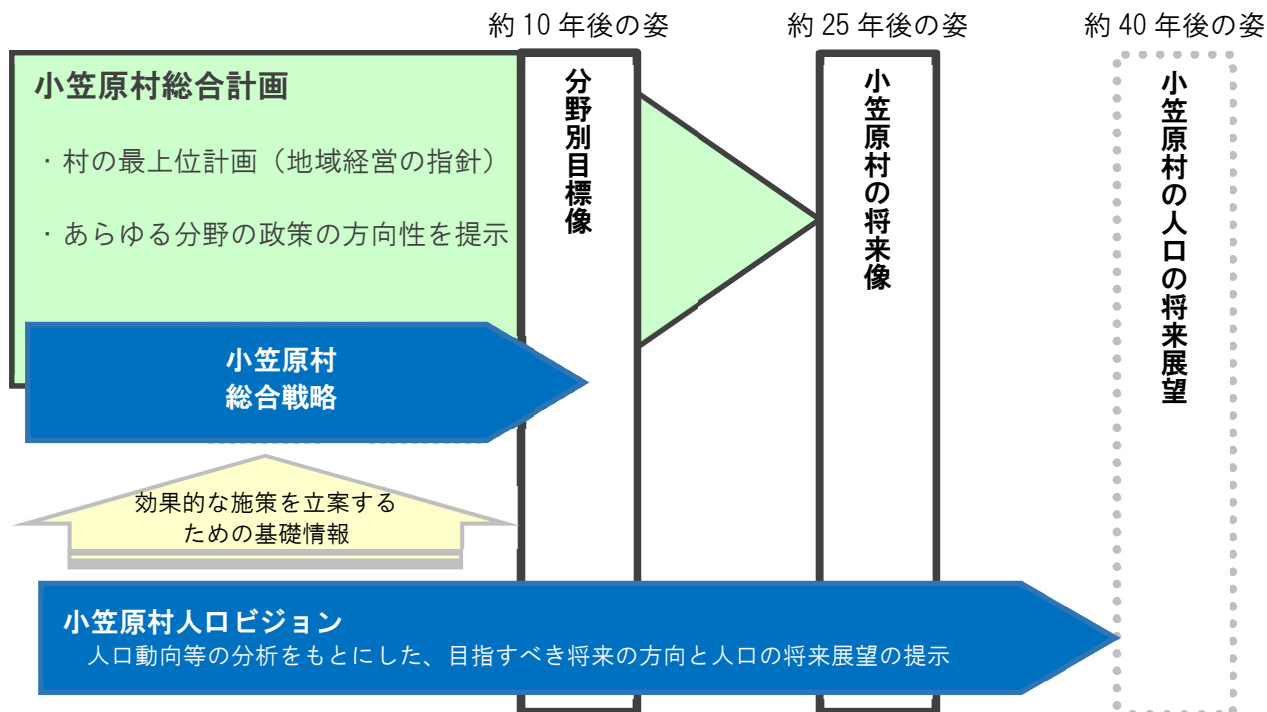 約10年後の姿
約25年後の姿
約40年後の姿
小笠原村総合計画
・村の最上位計画（地域経営の指針）
・あらゆる分野の政策の方向性を提示
分野別目標像
小笠原村の将来像
小笠原村の人口の将来展望
小笠原村
総合戦略
効果的な施策を立案する
ための基礎情報
小笠原村人口ビジョン
人口動向等の分析をもとにした、目指すべき将来の方向と人口の将来展望の提示